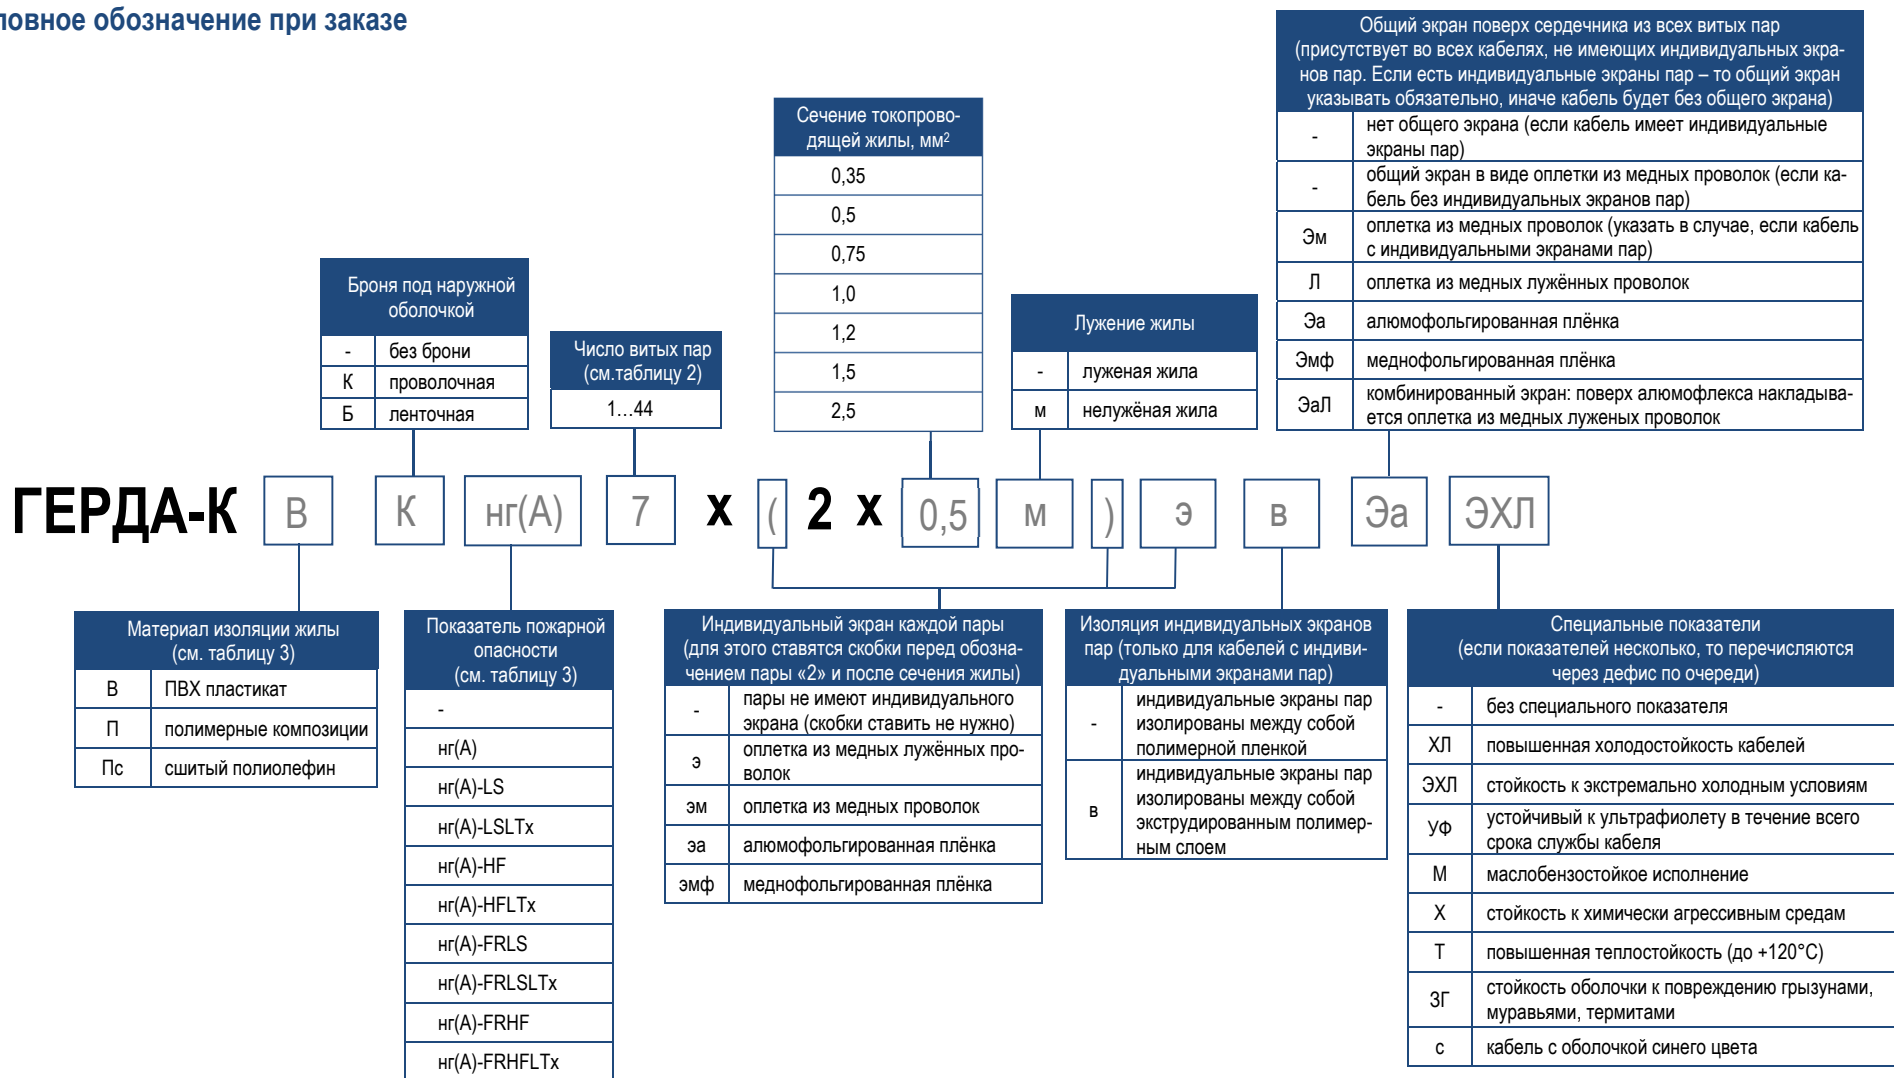 ловное обозначение при заказе
Общий экран поверх сердечника из всех витых пар
(присутствует во всех кабелях, не имеющих индивидуальных экра-
нов пар. Если есть индивидуальные экраны пар – то общий экран
указывать обязательно, иначе кабель будет без общего экрана)
- нет общего экрана (если кабель имеет индивидуальные
экраны пар)
- общий экран в виде оплетки из медных проволок (если ка-
бель без индивидуальных экранов пар)
Эм оплетка из медных проволок (указать в случае, если кабель
с индивидуальными экранами пар)
Л оплетка из медных лужённых проволок
Эа алюмофольгированная плёнка
Эмф меднофольгированная плёнка
ЭаЛ комбинированный экран: поверх алюмофлекса накладыва-
ется оплетка из медных луженых проволок
Сечение токопрово-
дящей жилы, мм²
0,35
0,5
0,75
1,0
1,2
1,5
2,5
Броня под наружной
оболочкой
- без брони
К проволочная
Б ленточная
Число витых пар
(см.таблицу 2)
1…44
Лужение жилы
- луженая жила
м нелужёная жила
ГЕРДА-К В К нг(А) 7 х ( 2 х 0,5 м ) э в Эа ЭХЛ
Материал изоляции жилы
(см. таблицу 3)
В ПВХ пластикат
П полимерные композиции
Пс сшитый полиолефин
Показатель пожарной
опасности
(см. таблицу 3)
-
нг(А)
нг(А)-LS
нг(А)-LSLTx
нг(А)-HF
нг(А)-HFLTx
нг(А)-FRLS
нг(А)-FRLSLTx
нг(А)-FRHF
нг(А)-FRHFLTx
Индивидуальный экран каждой пары
(для этого ставятся скобки перед обозна-
чением пары «2» и после сечения жилы)
- пары не имеют индивидуального
экрана (скобки ставить не нужно)
э оплетка из медных лужённых про-
волок
эм оплетка из медных проволок
эа алюмофольгированная плёнка
эмф меднофольгированная плёнка
Изоляция индивидуальных экранов
пар (только для кабелей с индиви-
дуальными экранами пар)
- индивидуальные экраны пар
изолированы между собой
полимерной пленкой
в индивидуальные экраны пар
изолированы между собой
экструдированным полимер-
ным слоем
Специальные показатели
(если показателей несколько, то перечисляются
через дефис по очереди)
- без специального показателя
ХЛ повышенная холодостойкость кабелей
ЭХЛ стойкость к экстремально холодным условиям
УФ устойчивый к ультрафиолету в течение всего
срока службы кабеля
М маслобензостойкое исполнение
Х стойкость к химически агрессивным средам
Т повышенная теплостойкость (до +120°С)
ЗГ стойкость оболочки к повреждению грызунами,
муравьями, термитами
с кабель с оболочкой синего цвета